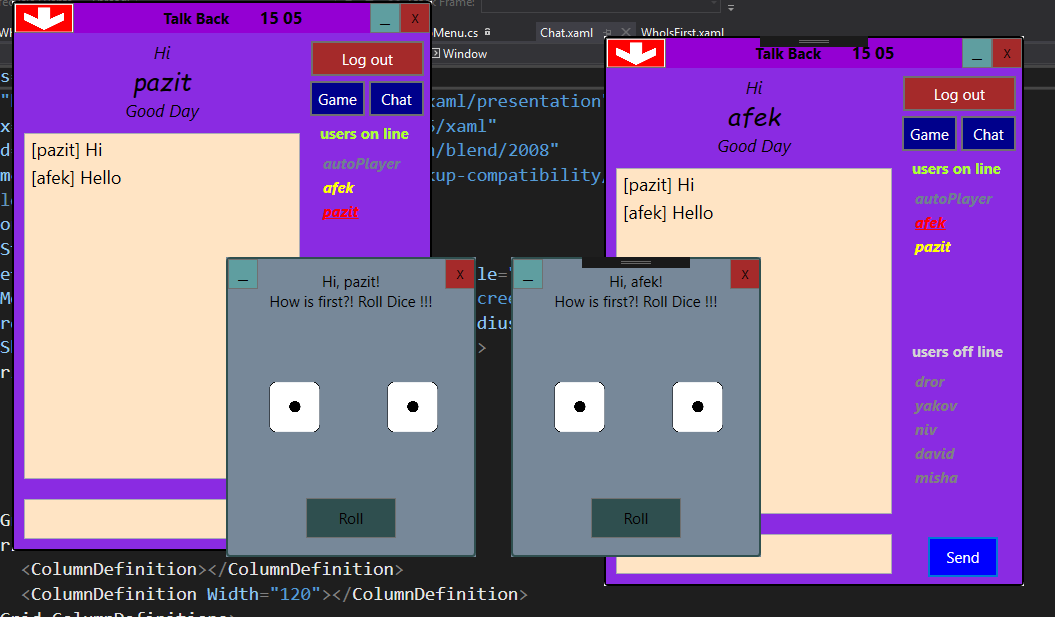 Frame:
Menu.cs
Chat.xaml
WhoIsFirst.xaml
Window
Talk Back 15 05 _ X
Hi
pazit
Good Day
Log out
Game Chat
users on line
autoPlayer
afek
pazit
[pazit] Hi
[afek] Hello
Talk Back 15 05 _ X
Hi
afek
Good Day
Log out
Game Chat
users on line
autoPlayer
afek
pazit
[pazit] Hi
[afek] Hello
users off line
dror
yakov
niv
david
misha
Send
_ X
Hi, pazit!
How is first?! Roll Dice !!!
Roll
_ X
Hi, afek!
How is first?! Roll Dice !!!
Roll
xaml/presentation"
/xaml"
/blend/2008"
kup-compatibility/
le="
cree
dius
>
<ColumnDefinition></ColumnDefinition>
<ColumnDefinition Width="120"></ColumnDefinition>